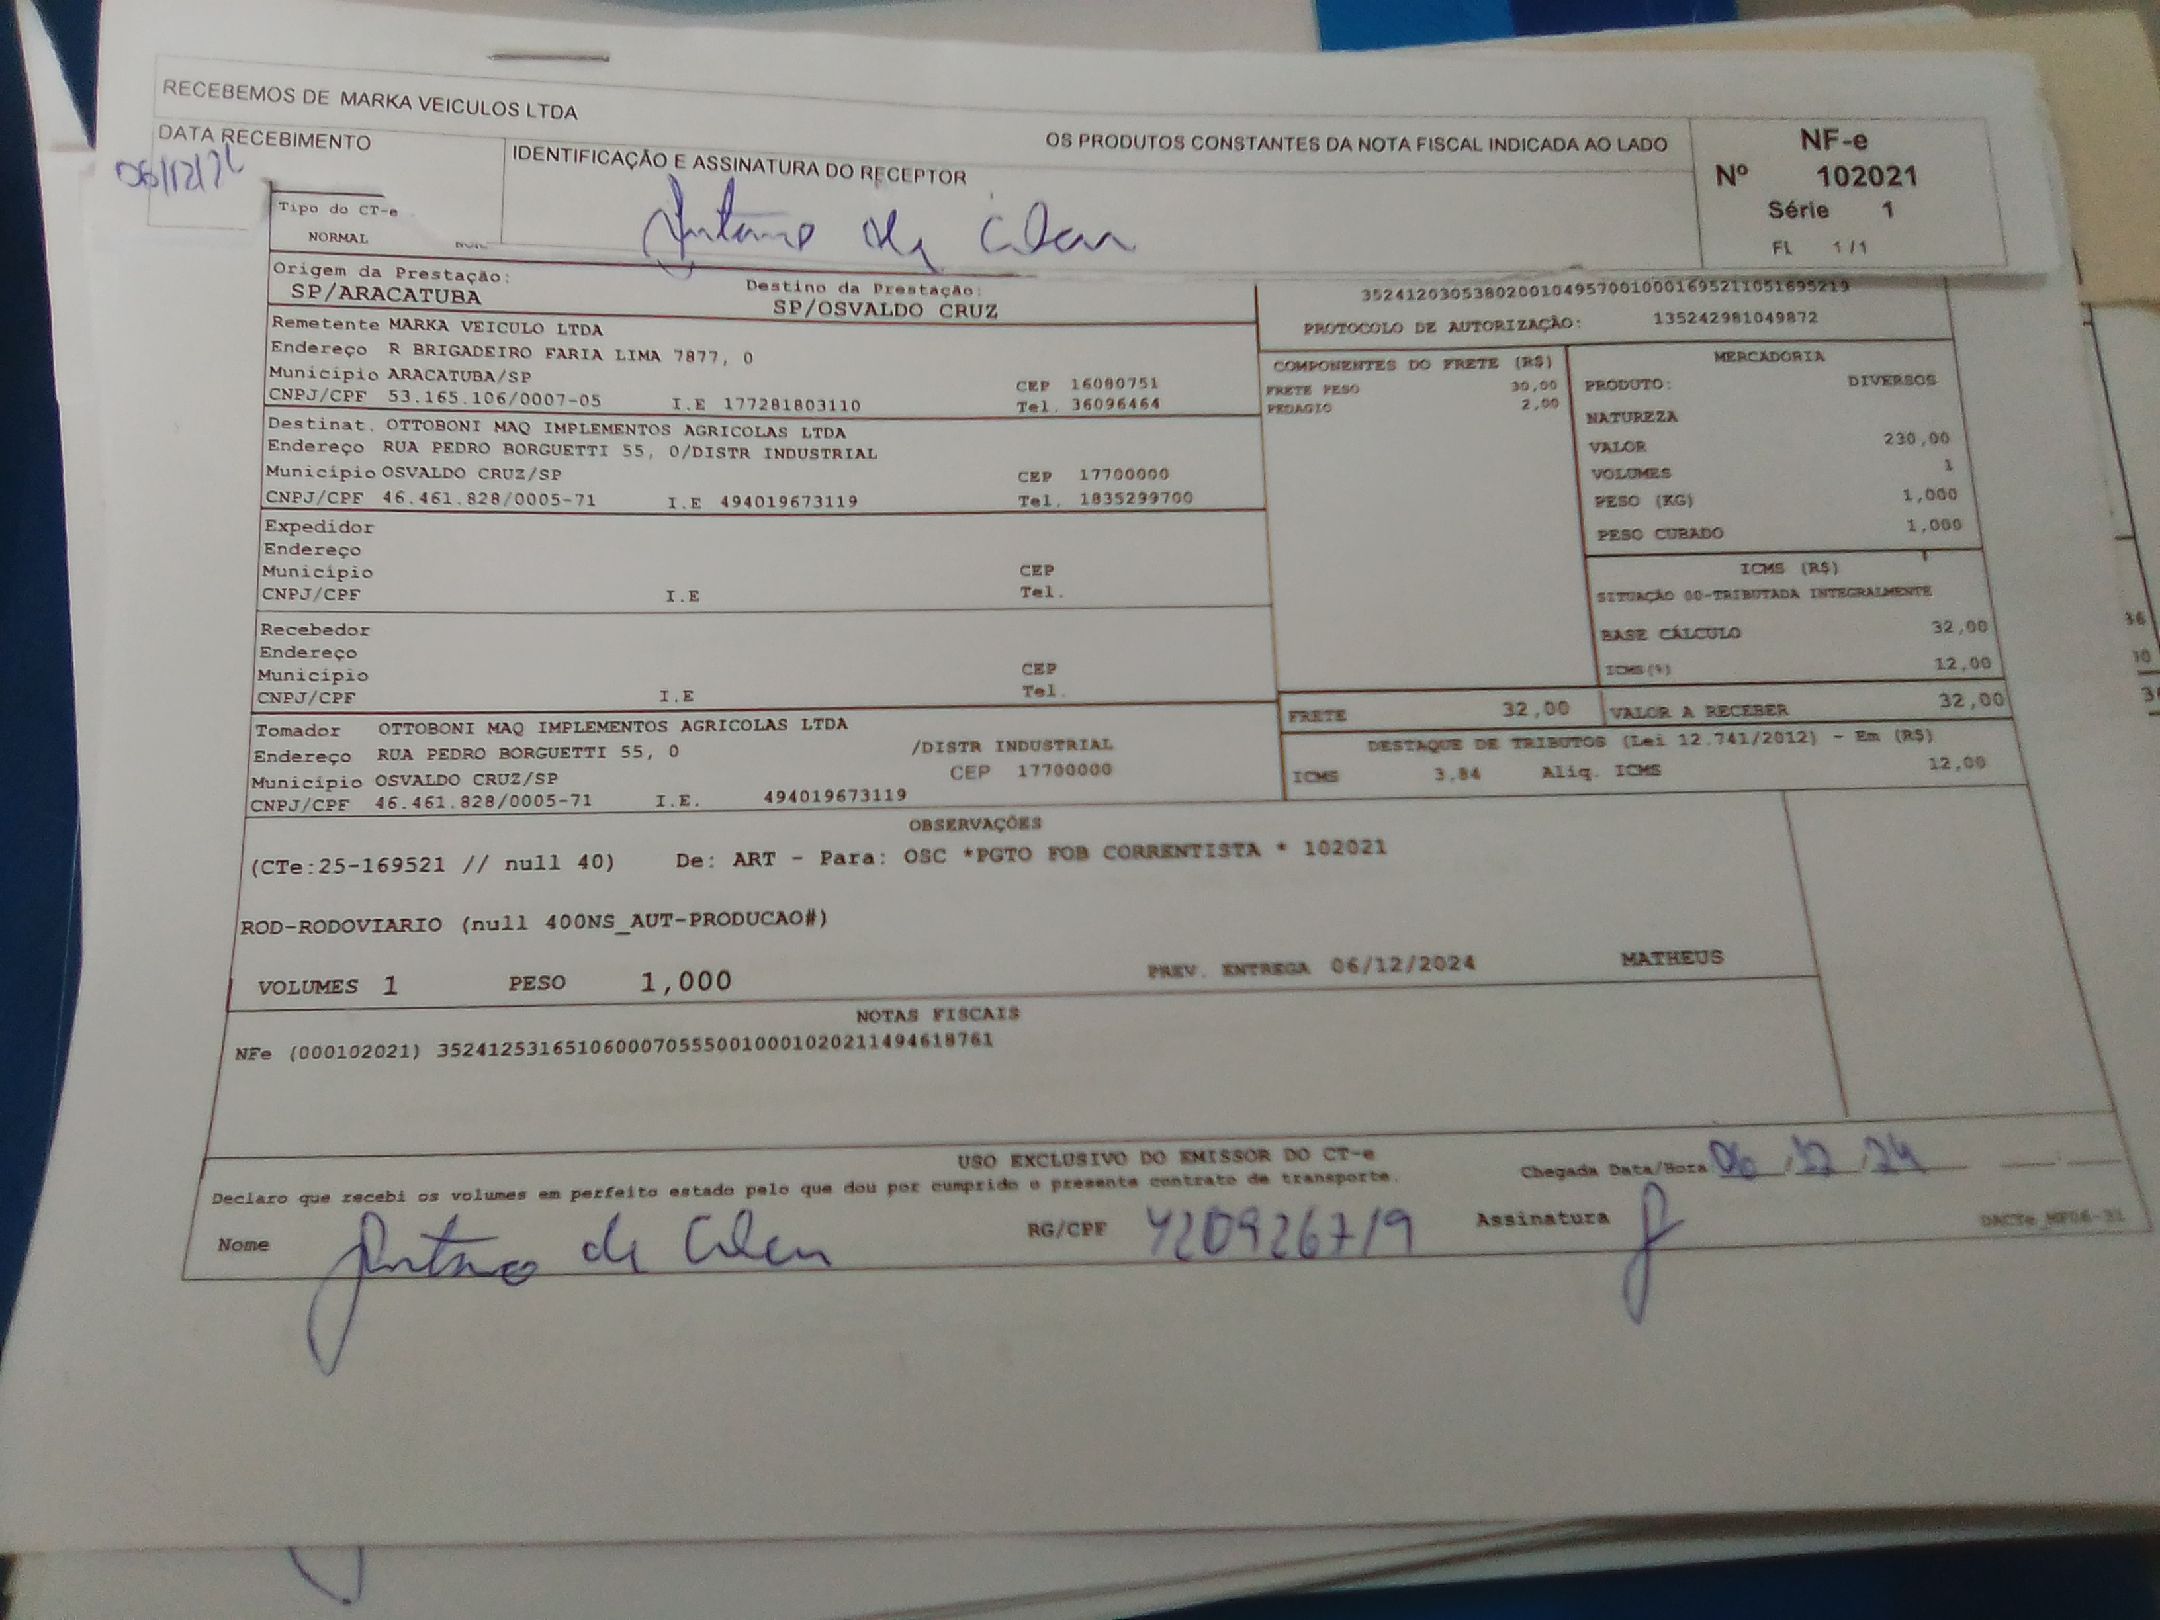 RECEBEMOS DE MARKA VEICULOS LTDA
OS PRODUTOS CONSTANTES DA NOTA FISCAL INDICADA AO LADO
DATA RECEBIMENTO
IDENTIFICAÇÃO E ASSINATURA DO RECEPTOR
NF-e
Nº 102021
Série 1
FL 1/1
Tipo do CT-e
NORMAL
Origem da Prestação:
SP/ARACATUBA
Destino da Prestação:
SP/OSVALDO CRUZ
35241203053802001049570010001695211051695219
PROTOCOLO DE AUTORIZAÇÃO: 135242981049872
Remetente MARKA VEICULO LTDA
Endereço R BRIGADEIRO FARIA LIMA 7877, 0
Município ARACATUBA/SP CEP 16080751
CNPJ/CPF 53.165.106/0007-05 I.E 177281803110 Tel. 36096464
Destinat. OTTOBONI MAQ IMPLEMENTOS AGRICOLAS LTDA
Endereço RUA PEDRO BORGUETTI 55, 0/DISTR INDUSTRIAL
Município OSVALDO CRUZ/SP CEP 17700000
CNPJ/CPF 46.461.828/0005-71 I.E 494019673119 Tel. 1835299700
Expedidor
Endereço
Município CEP
CNPJ/CPF I.E Tel.
Recebedor
Endereço
Município CEP
CNPJ/CPF I.E Tel.
Tomador OTTOBONI MAQ IMPLEMENTOS AGRICOLAS LTDA
Endereço RUA PEDRO BORGUETTI 55, 0 /DISTR INDUSTRIAL
Município OSVALDO CRUZ/SP CEP 17700000
CNPJ/CPF 46.461.828/0005-71 I.E. 494019673119
COMPONENTES DO FRETE (R$)
FRETE PESO 30,00
PEDAGIO 2,00
MERCADORIA
PRODUTO: DIVERSOS
NATUREZA
VALOR 230,00
VOLUMES 1
PESO (KG) 1,000
PESO CUBADO 1,000
ICMS (R$)
SITUAÇÃO 00-TRIBUTADA INTEGRALMENTE
BASE CÁLCULO 32,00
ICMS(%) 12,00
FRETE 32,00 VALOR A RECEBER 32,00
DESTAQUE DE TRIBUTOS (Lei 12.741/2012) - Em (R$)
ICMS 3,84 Aliq. ICMS 12,00
OBSERVAÇÕES
(CTe:25-169521 // null 40) De: ART - Para: OSC *PGTO FOB CORRENTISTA * 102021
ROD-RODOVIARIO (null 400NS_AUT-PRODUCAO#)
VOLUMES 1 PESO 1,000 PREV. ENTREGA 06/12/2024 MATHEUS
NOTAS FISCAIS
NFe (000102021) 35241253165106000705550010001020211494618761
USO EXCLUSIVO DO EMISSOR DO CT-e
Declaro que recebi os volumes em perfeito estado pelo que dou por cumprido o presente contrato de transporte.
Chegada Data/Hora 06 12 24
Nome RG/CPF Assinatura
DACTe_MF06-31